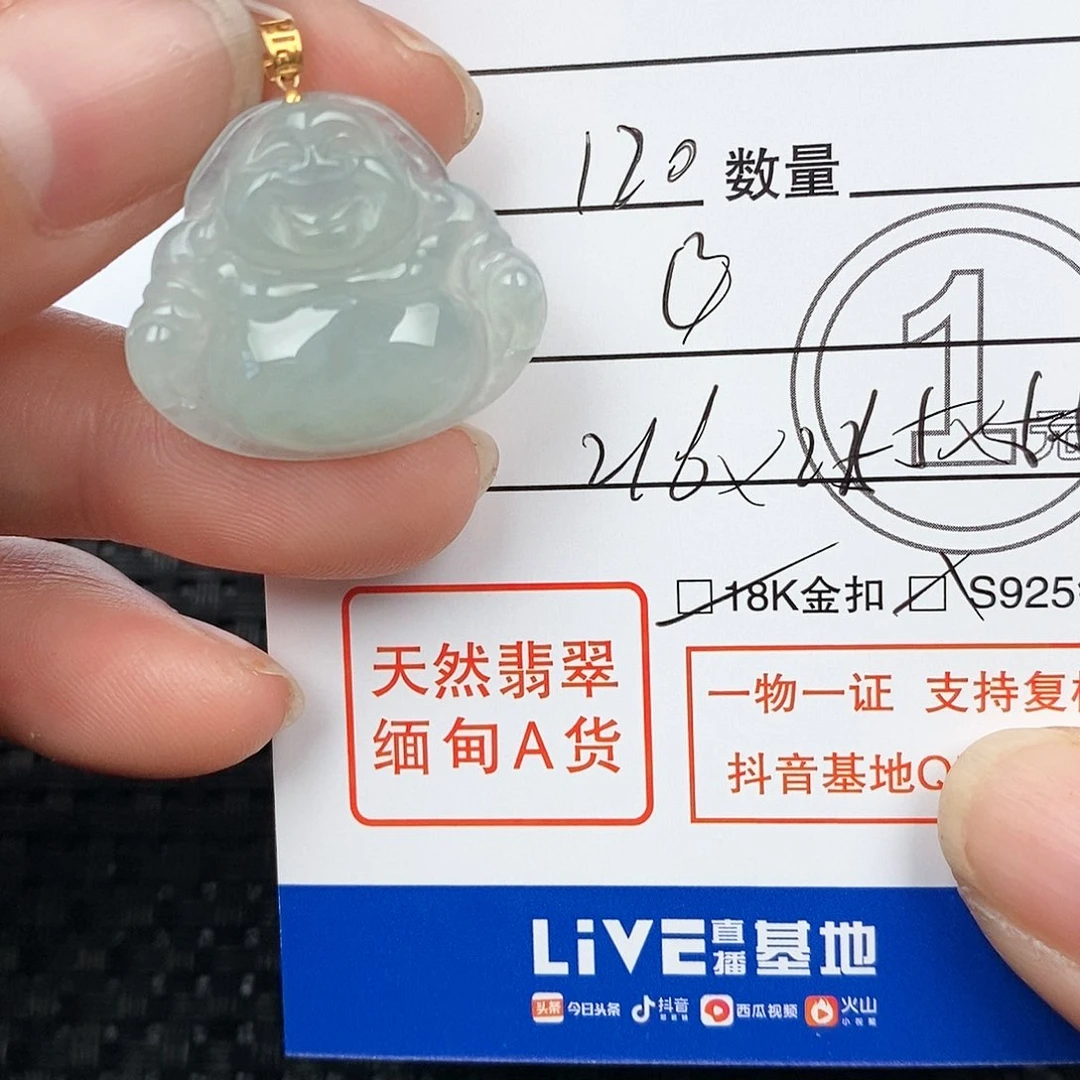 120 数量
1元
□ 18K金扣 □ S925
天然翡翠
缅甸A货
一物一证 支持复
抖音基地Q
LiVE直播基地
头条 今日头条 抖音 西瓜视频 火山